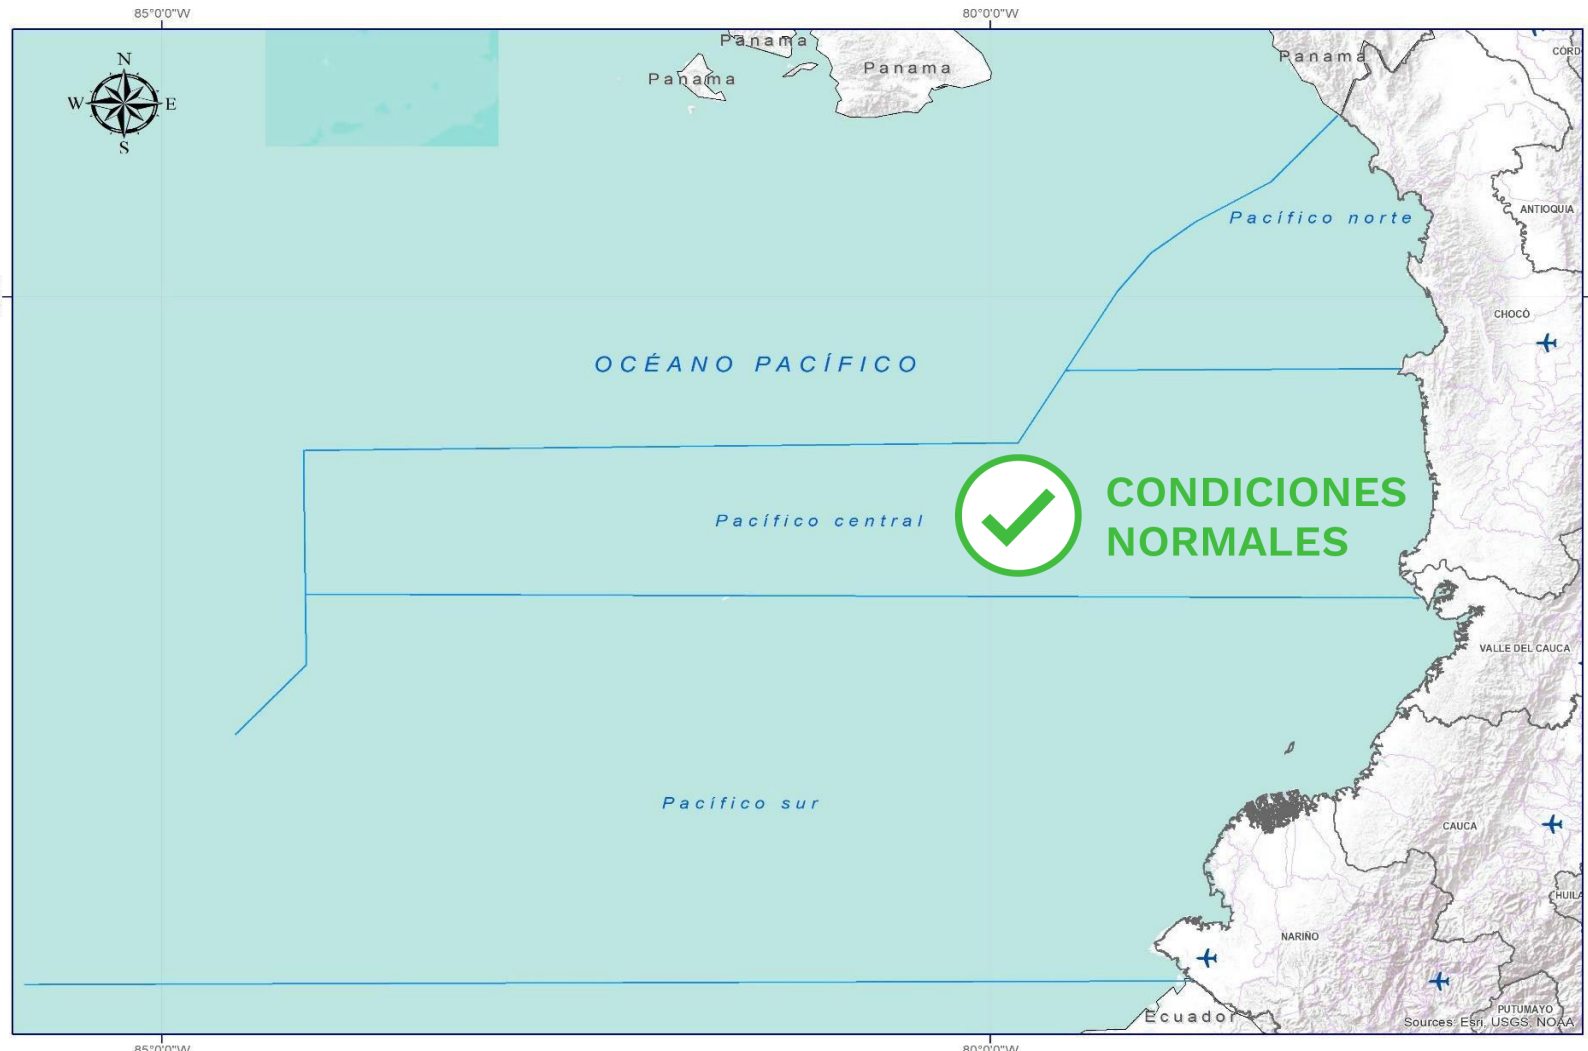 85°0'0"W
80°0'0"W
N
W
E
S
Panama
Panama
Panama
Panama
CÓRD
ANTIOQUIA
Pacífico norte
CHOCÓ
OCÉANO PACÍFICO
CONDICIONES
NORMALES
Pacífico central
VALLE DEL CAUCA
Pacífico sur
CAUCA
HUILA
NARIÑO
PUTUMAYO
Ecuador
Sources: Esri, USGS, NOAA
85°0'0"W
80°0'0"W